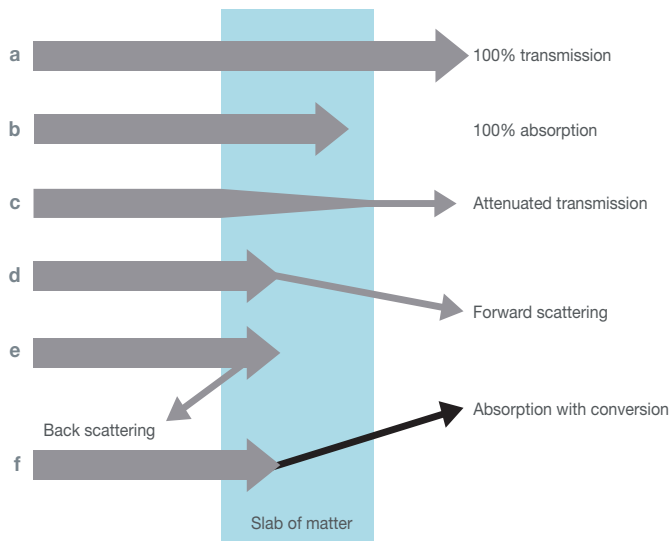 a 100% transmission
b 100% absorption
c Attenuated transmission
d
Forward scattering
e
Absorption with conversion
Back scattering
f
Slab of matter